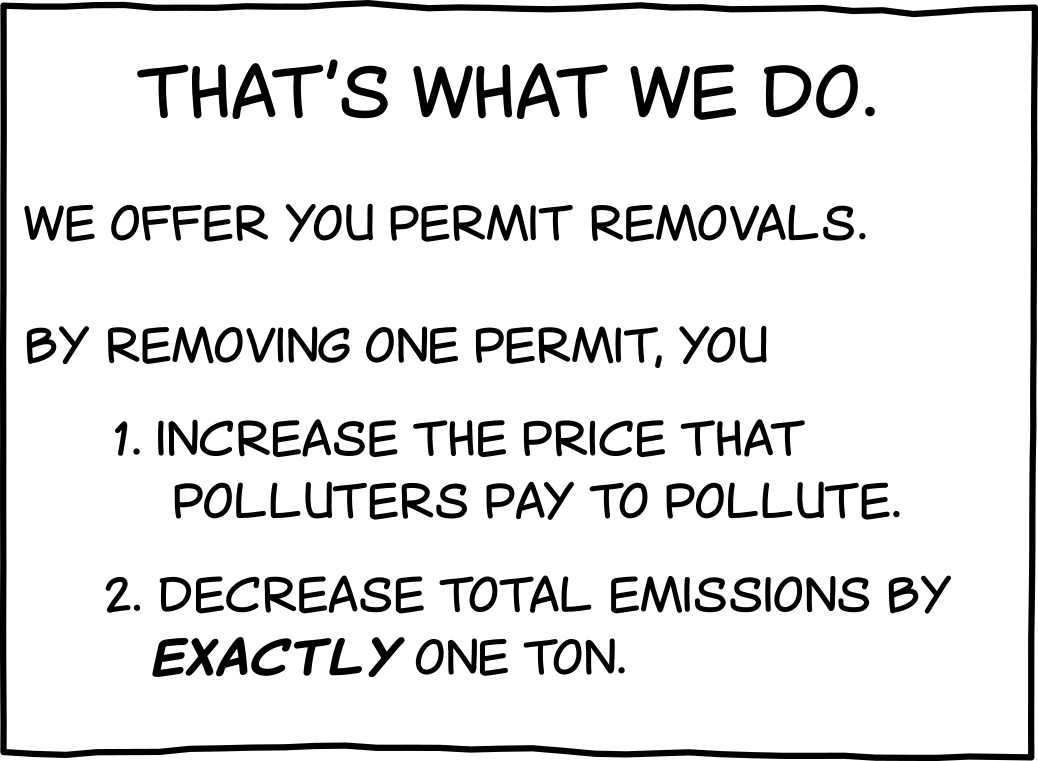 THAT'S WHAT WE DO.
WE OFFER YOU PERMIT REMOVALS.
BY REMOVING ONE PERMIT, YOU
1. INCREASE THE PRICE THAT
POLLUTERS PAY TO POLLUTE.
2. DECREASE TOTAL EMISSIONS BY
EXACTLY ONE TON.